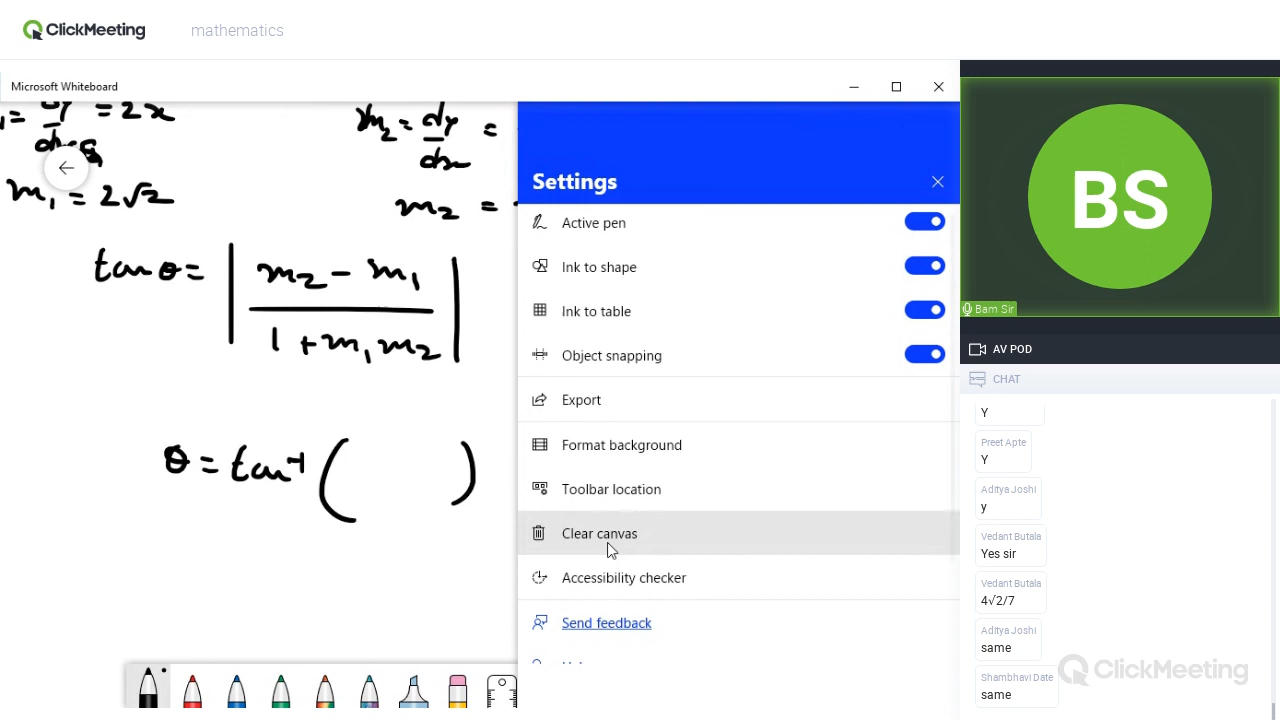 ClickMeeting
mathematics
Microsoft Whiteboard
= dy = 2x
m₂ = dy =
dx
m₁ = 2√2
m₂ =
tan θ = | m₂ - m₁ |
1 + m₁ m₂
θ = tan⁻¹ ( )
Settings
Active pen
Ink to shape
Ink to table
Object snapping
Export
Format background
Toolbar location
Clear canvas
Accessibility checker
Send feedback
BS
Bam Sir
AV POD
CHAT
Y
Preet Apte
Y
Aditya Joshi
y
Vedant Butala
Yes sir
Vedant Butala
4√2/7
Aditya Joshi
same
Shambhavi Date
same
ClickMeeting